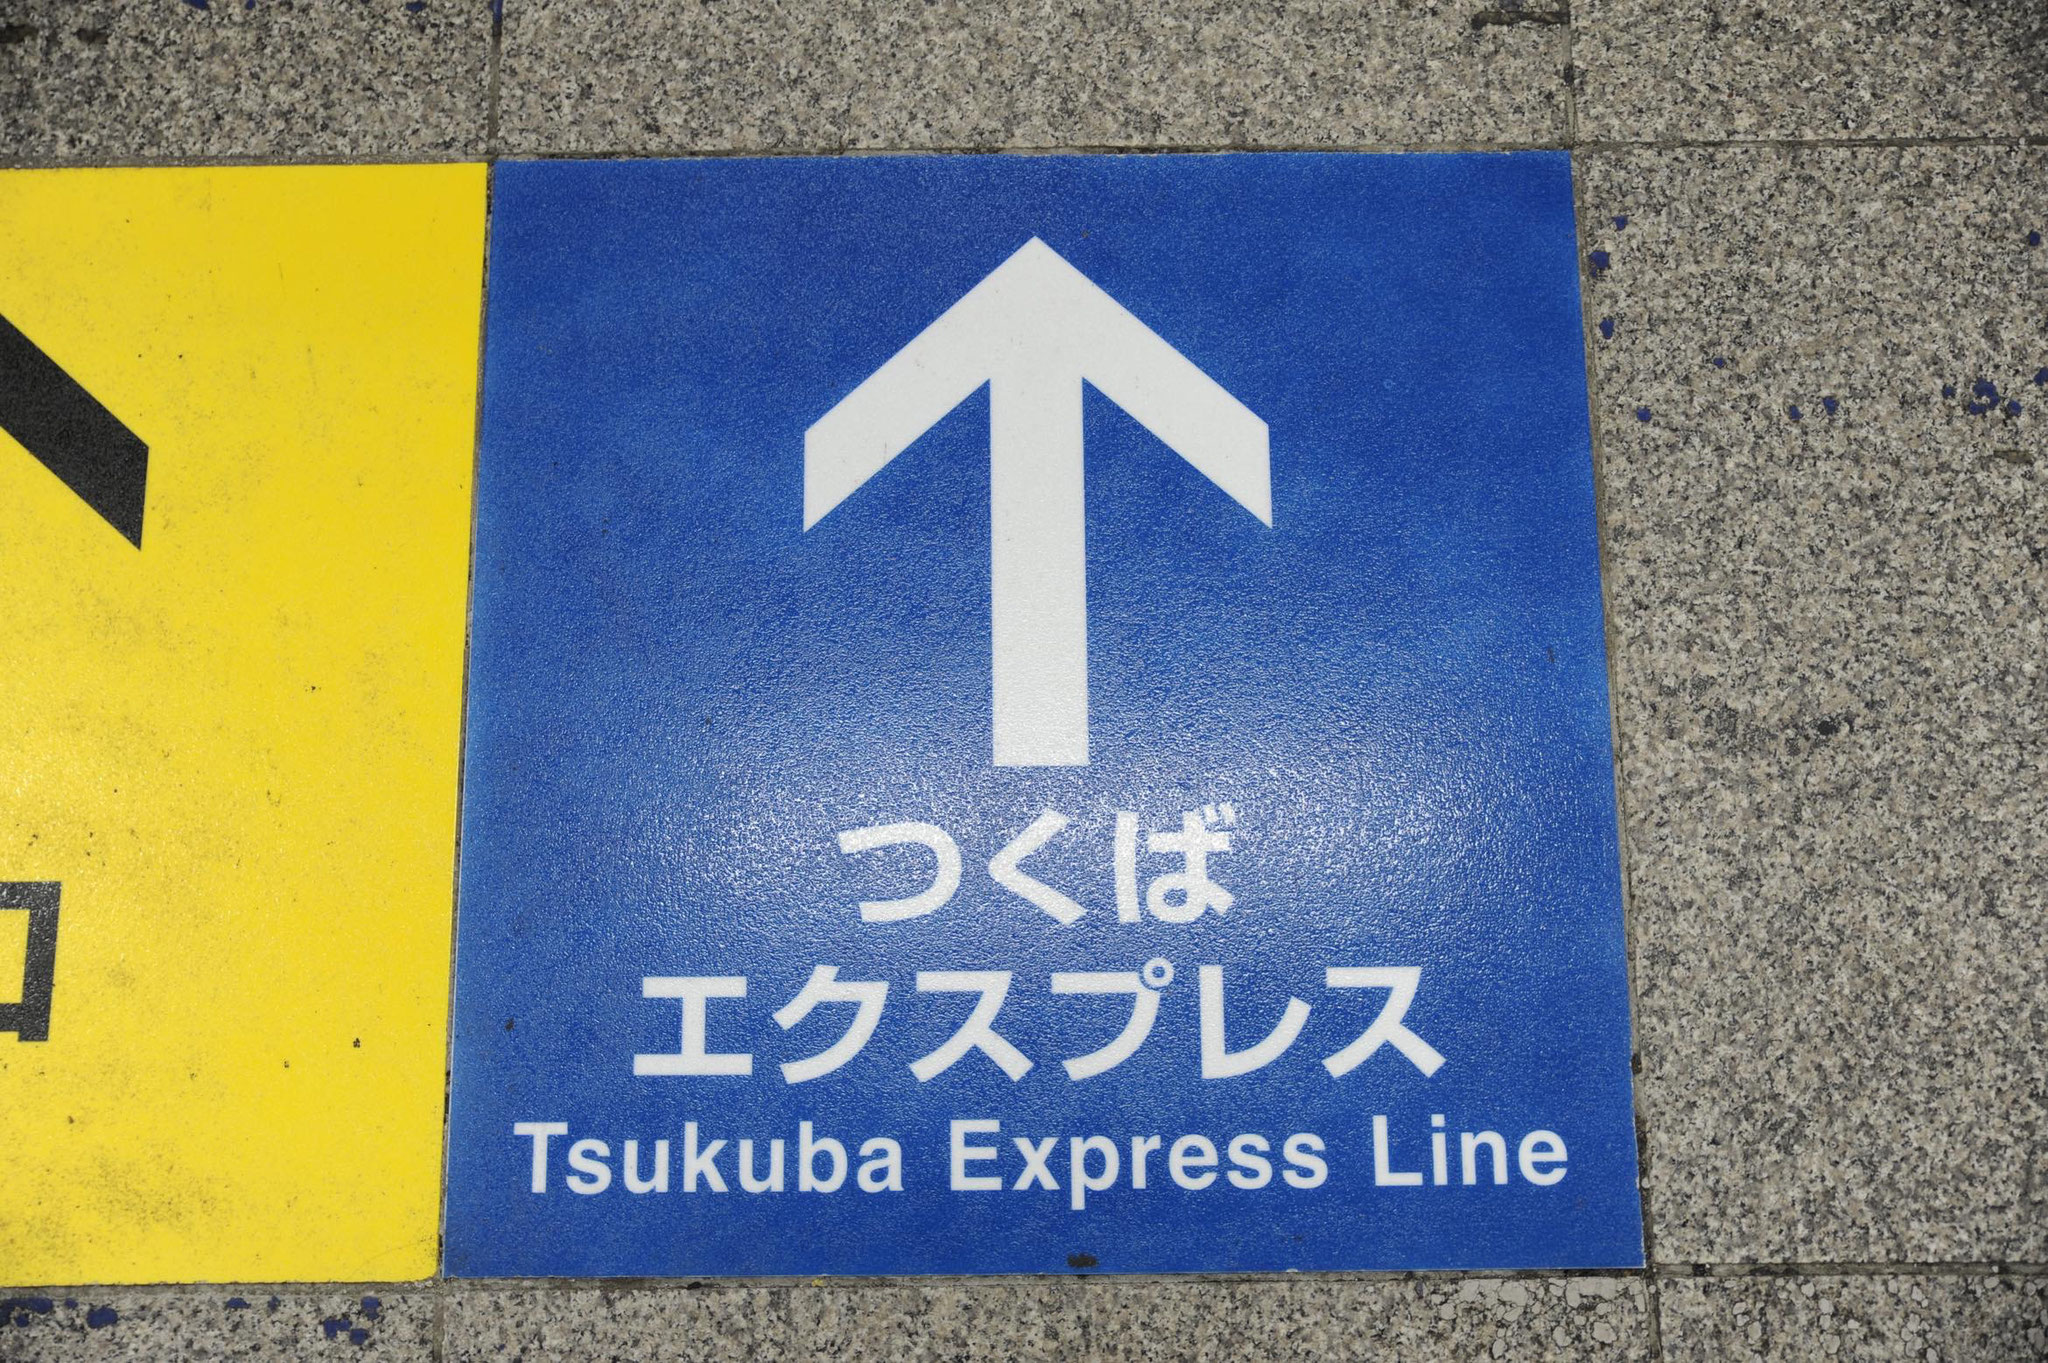 つくば
エクスプレス
Tsukuba Express Line